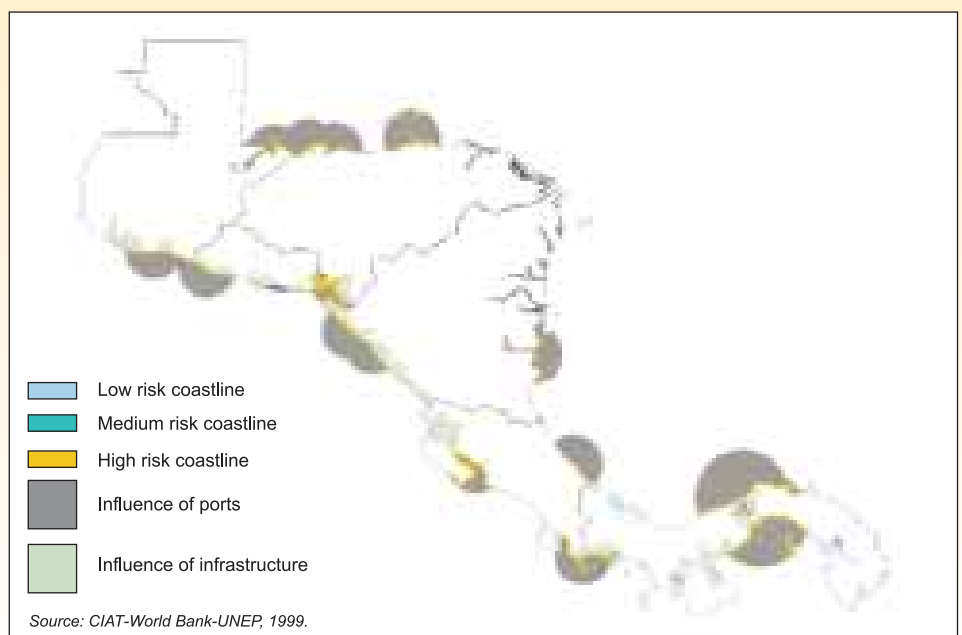 Low risk coastline
Medium risk coastline
High risk coastline
Influence of ports
Influence of infrastructure
Source: CIAT-World Bank-UNEP, 1999.